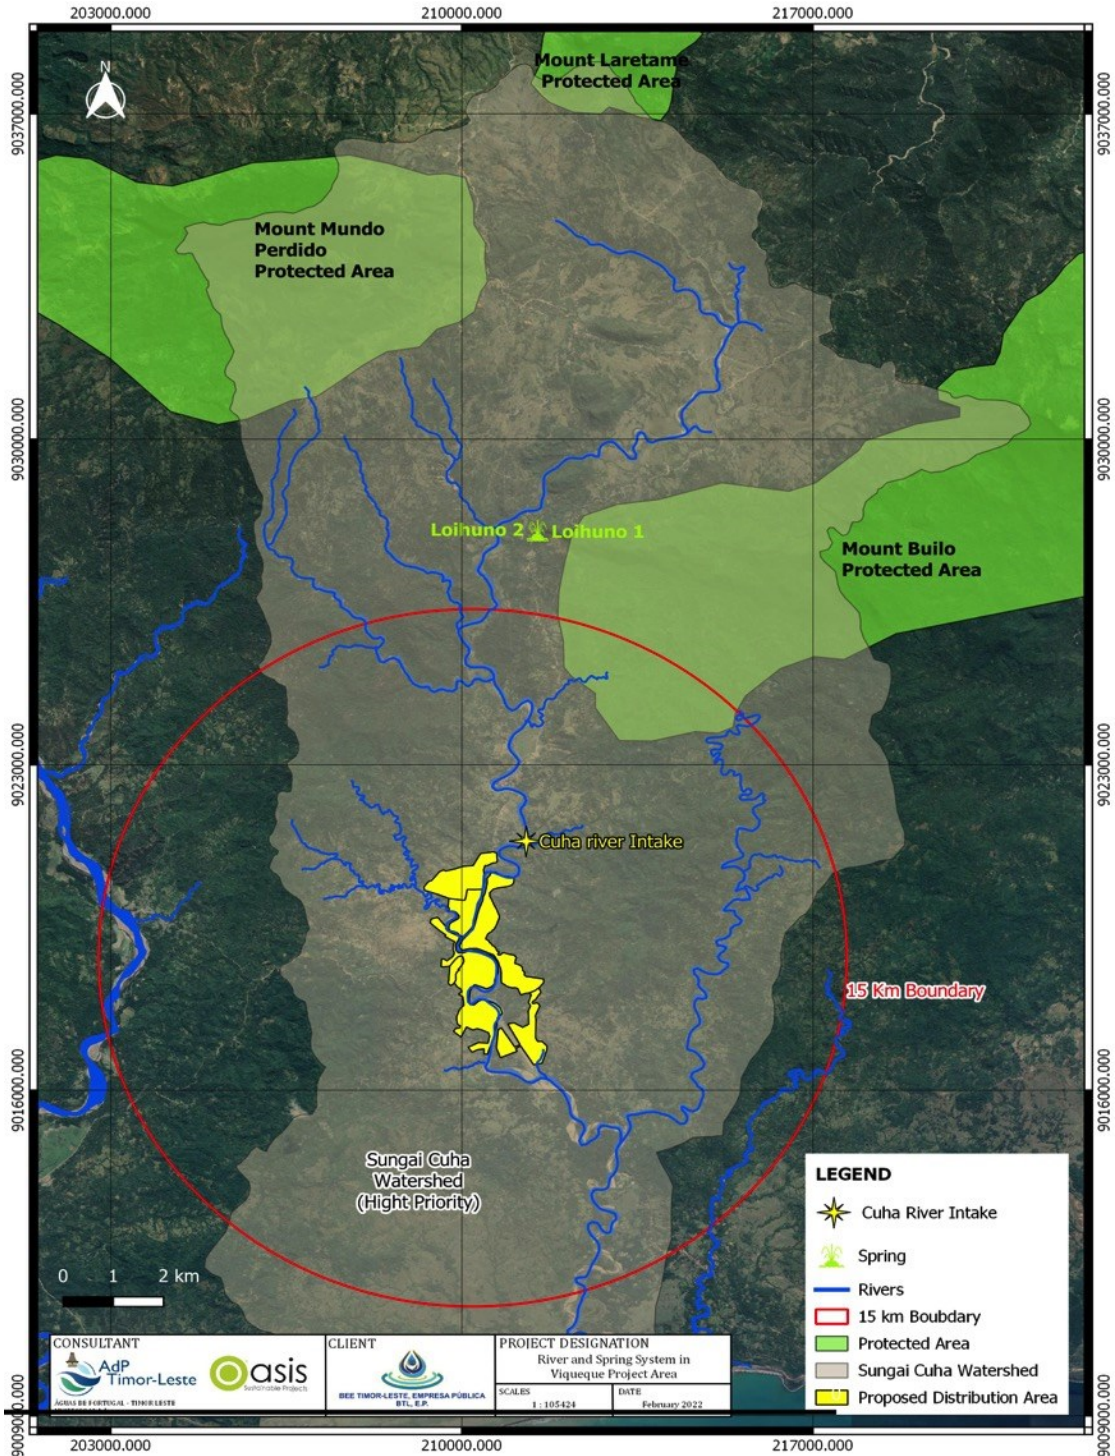 203000.000
210000.000
217000.000
9037000.000
9037000.000
9030000.000
9030000.000
9023000.000
9023000.000
9016000.000
9016000.000
9009000.000
9009000.000
N
Mount Laretame
Protected Area
Mount Mundo
Perdido
Protected Area
Loihuno 2
Loihuno 1
Mount Builo
Protected Area
Cuha river Intake
15 Km Boundary
Sungai Cuha
Watershed
(Hight Priority)
0 1 2 km
LEGEND
Cuha River Intake
Spring
Rivers
15 km Boubdary
Protected Area
Sungai Cuha Watershed
Proposed Distribution Area
CONSULTANT
AdP
Timor-Leste
ÁGUAS DE PORTUGAL - TIMOR LESTE
Oasis
Sustainable Projects
CLIENT
BEE TIMOR-LESTE, EMPRESA PÚBLICA
BTL, E.P.
PROJECT DESIGNATION
River and Spring System in
Viqueque Project Area
SCALES
1 : 105424
DATE
February 2022
203000.000
210000.000
217000.000